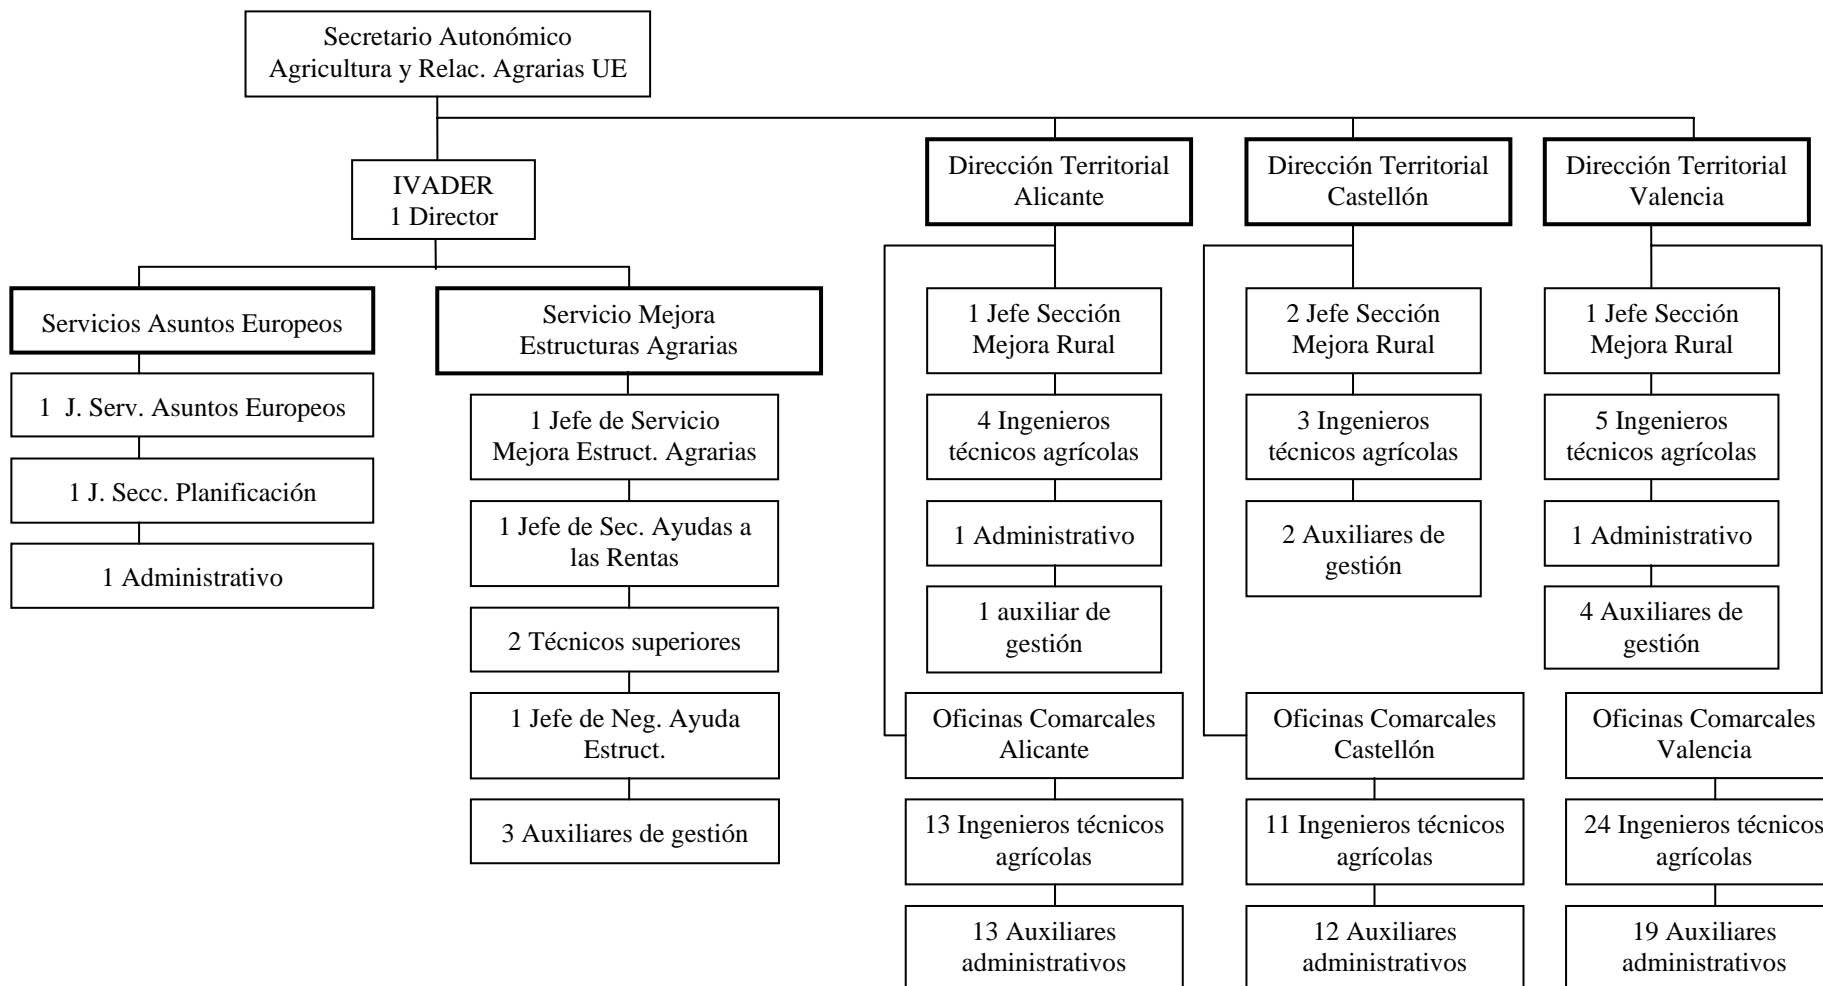 Secretario Autonómico
Agricultura y Relac. Agrarias UE
IVADER
1 Director
Dirección Territorial
Alicante
Dirección Territorial
Castellón
Dirección Territorial
Valencia
Servicios Asuntos Europeos
1 J. Serv. Asuntos Europeos
1 J. Secc. Planificación
1 Administrativo
Servicio Mejora
Estructuras Agrarias
1 Jefe de Servicio
Mejora Estruct. Agrarias
1 Jefe de Sec. Ayudas a
las Rentas
2 Técnicos superiores
1 Jefe de Neg. Ayuda
Estruct.
3 Auxiliares de gestión
1 Jefe Sección
Mejora Rural
4 Ingenieros
técnicos agrícolas
1 Administrativo
1 auxiliar de
gestión
Oficinas Comarcales
Alicante
13 Ingenieros técnicos
agrícolas
13 Auxiliares
administrativos
2 Jefe Sección
Mejora Rural
3 Ingenieros
técnicos agrícolas
2 Auxiliares de
gestión
Oficinas Comarcales
Castellón
11 Ingenieros técnicos
agrícolas
12 Auxiliares
administrativos
1 Jefe Sección
Mejora Rural
5 Ingenieros
técnicos agrícolas
1 Administrativo
4 Auxiliares de
gestión
Oficinas Comarcales
Valencia
24 Ingenieros técnicos
agrícolas
19 Auxiliares
administrativos